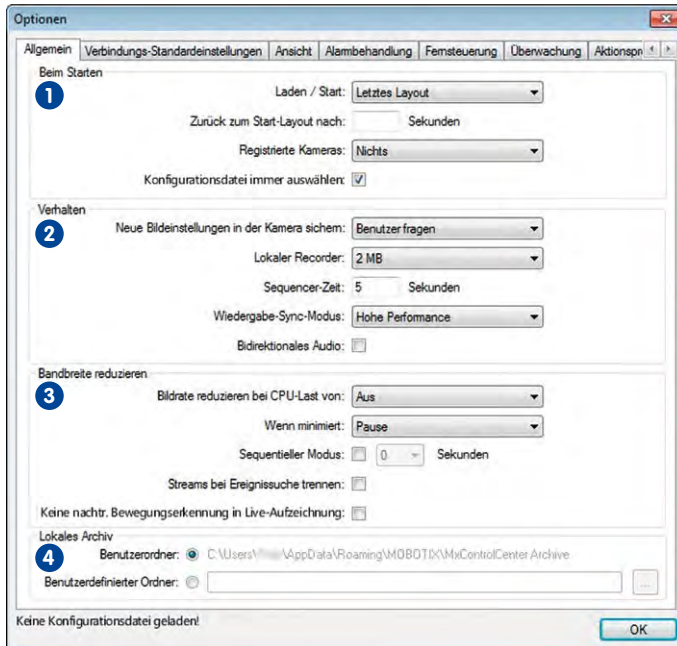 Optionen
Allgemein Verbindungs-Standardeinstellungen Ansicht Alarmbehandlung Fernsteuerung Überwachung Aktionspr
Beim Starten
1
Laden / Start: Letztes Layout
Zurück zum Start-Layout nach: Sekunden
Registrierte Kameras: Nichts
Konfigurationsdatei immer auswählen:
Verhalten
2
Neue Bildeinstellungen in der Kamera sichern: Benutzer fragen
Lokaler Recorder: 2 MB
Sequencer-Zeit: 5 Sekunden
Wiedergabe-Sync-Modus: Hohe Performance
Bidirektionales Audio:
Bandbreite reduzieren
3
Bildrate reduzieren bei CPU-Last von: Aus
Wenn minimiert: Pause
Sequentieller Modus: 0 Sekunden
Streams bei Ereignissuche trennen:
Keine nachtr. Bewegungserkennung in Live-Aufzeichnung:
Lokales Archiv
4
Benutzerordner: C:\Users\ \AppData\Roaming\MOBOTIX\MxControlCenter Archive
Benutzerdefinierter Ordner: ...
Keine Konfigurationsdatei geladen!
OK